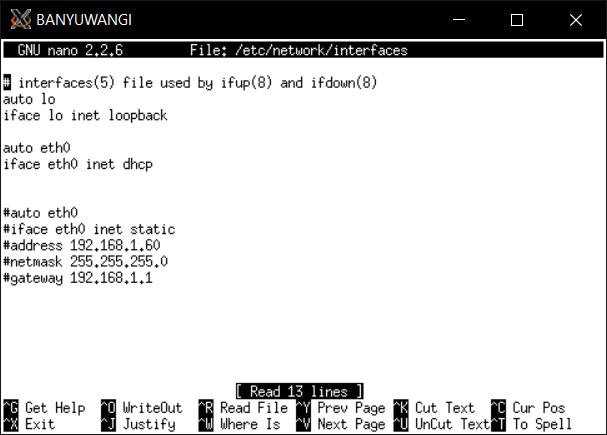 BANYUWANGI
GNU nano 2.2.6 File: /etc/network/interfaces
# interfaces(5) file used by ifup(8) and ifdown(8)
auto lo
iface lo inet loopback
auto eth0
iface eth0 inet dhcp
#auto eth0
#iface eth0 inet static
#address 192.168.1.60
#netmask 255.255.255.0
#gateway 192.168.1.1
[ Read 13 lines ]
^G Get Help ^O WriteOut ^R Read File ^Y Prev Page ^K Cut Text ^C Cur Pos
^X Exit ^J Justify ^W Where Is ^V Next Page ^U UnCut Text ^T To Spell